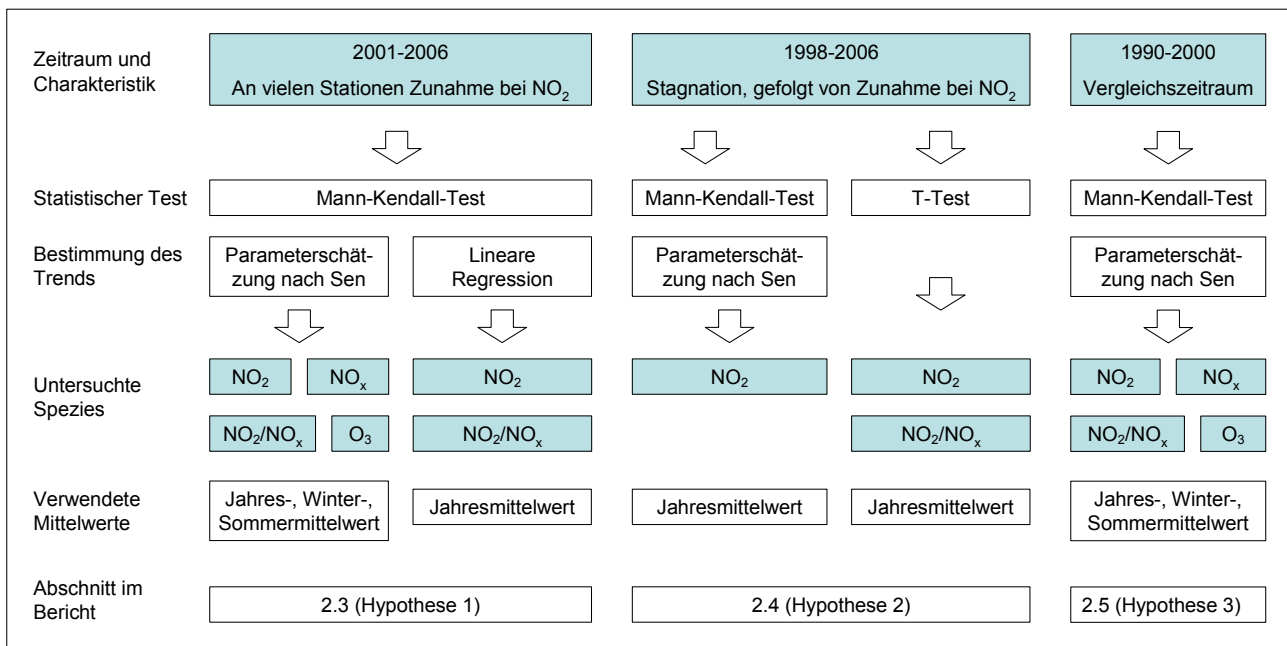 Zeitraum und
Charakteristik
2001-2006
An vielen Stationen Zunahme bei NO₂
1998-2006
Stagnation, gefolgt von Zunahme bei NO₂
1990-2000
Vergleichszeitraum
Statistischer Test
Mann-Kendall-Test
Mann-Kendall-Test
T-Test
Mann-Kendall-Test
Bestimmung des
Trends
Parameterschät-
zung nach Sen
Lineare
Regression
Parameterschät-
zung nach Sen
Parameterschät-
zung nach Sen
Untersuchte
Spezies
NO₂
NOₓ
NO₂
NO₂
NO₂
NO₂
NOₓ
NO₂/NOₓ
O₃
NO₂/NOₓ
NO₂/NOₓ
NO₂/NOₓ
O₃
Verwendete
Mittelwerte
Jahres-, Winter-,
Sommermittelwert
Jahresmittelwert
Jahresmittelwert
Jahresmittelwert
Jahres-, Winter-,
Sommermittelwert
Abschnitt im
Bericht
2.3 (Hypothese 1)
2.4 (Hypothese 2)
2.5 (Hypothese 3)